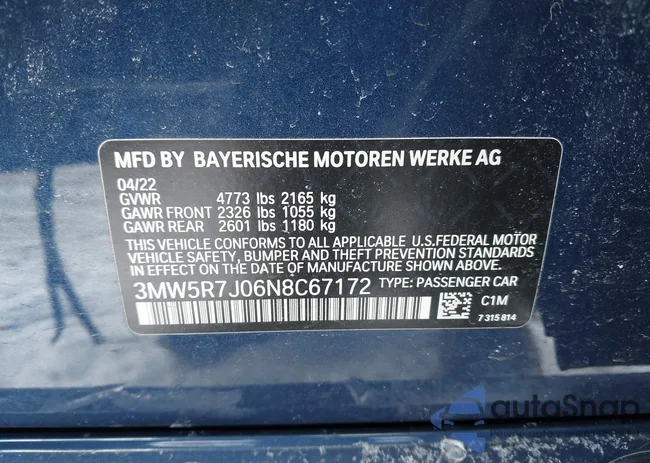 MFD BY BAYERISCHE MOTOREN WERKE AG
04/22
GVWR 4773 lbs 2165 kg
GAWR FRONT 2326 lbs 1055 kg
GAWR REAR 2601 lbs 1180 kg
THIS VEHICLE CONFORMS TO ALL APPLICABLE U.S.FEDERAL MOTOR
VEHICLE SAFETY, BUMPER AND THEFT PREVENTION STANDARDS
IN EFFECT ON THE DATE OF MANUFACTURE SHOWN ABOVE.
3MW5R7J06N8C67172 TYPE: PASSENGER CAR
C1M
7 315 814
autoSnap